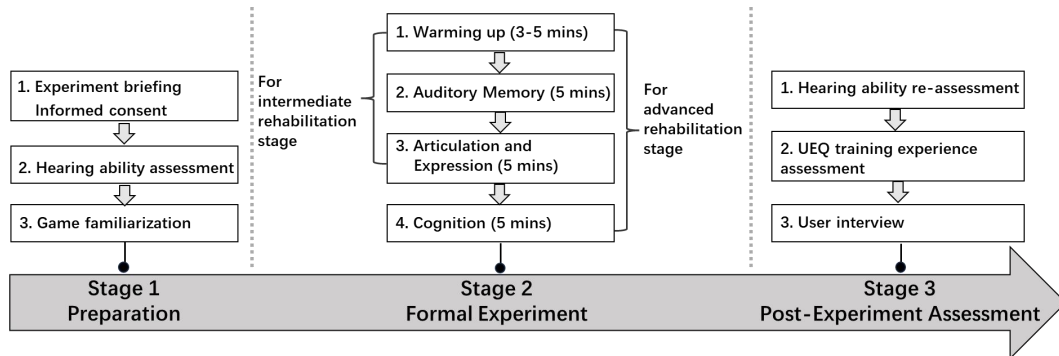 1. Experiment briefing
Informed consent
2. Hearing ability assessment
3. Game familiarization
For
intermediate
rehabilitation
stage
1. Warming up (3-5 mins)
2. Auditory Memory (5 mins)
3. Articulation and
Expression (5 mins)
4. Cognition (5 mins)
For
advanced
rehabilitation
stage
1. Hearing ability re-assessment
2. UEQ training experience
assessment
3. User interview
Stage 1
Preparation
Stage 2
Formal Experiment
Stage 3
Post-Experiment Assessment